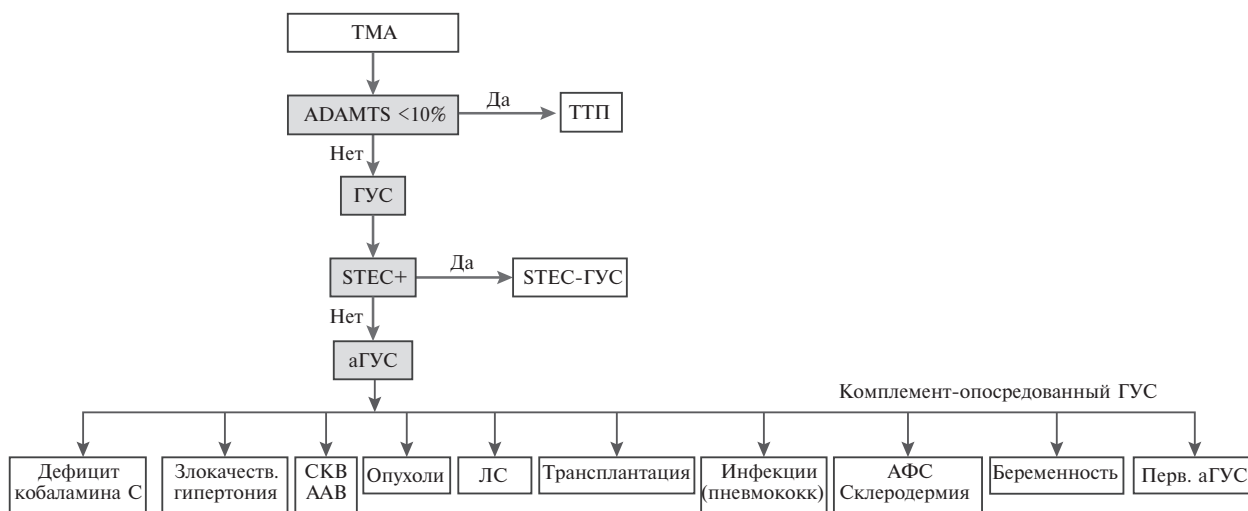 ТМА
ADAMTS <10%
Да
ТТП
Нет
ГУС
STEC+
Да
STEC-ГУС
Нет
аГУС
Комплемент-опосредованный ГУС
Дефицит
кобаламина С
Злокачеств.
гипертония
СКВ
ААВ
Опухоли
ЛС
Трансплантация
Инфекции
(пневмококк)
АФС
Склеродермия
Беременность
Перв. аГУС